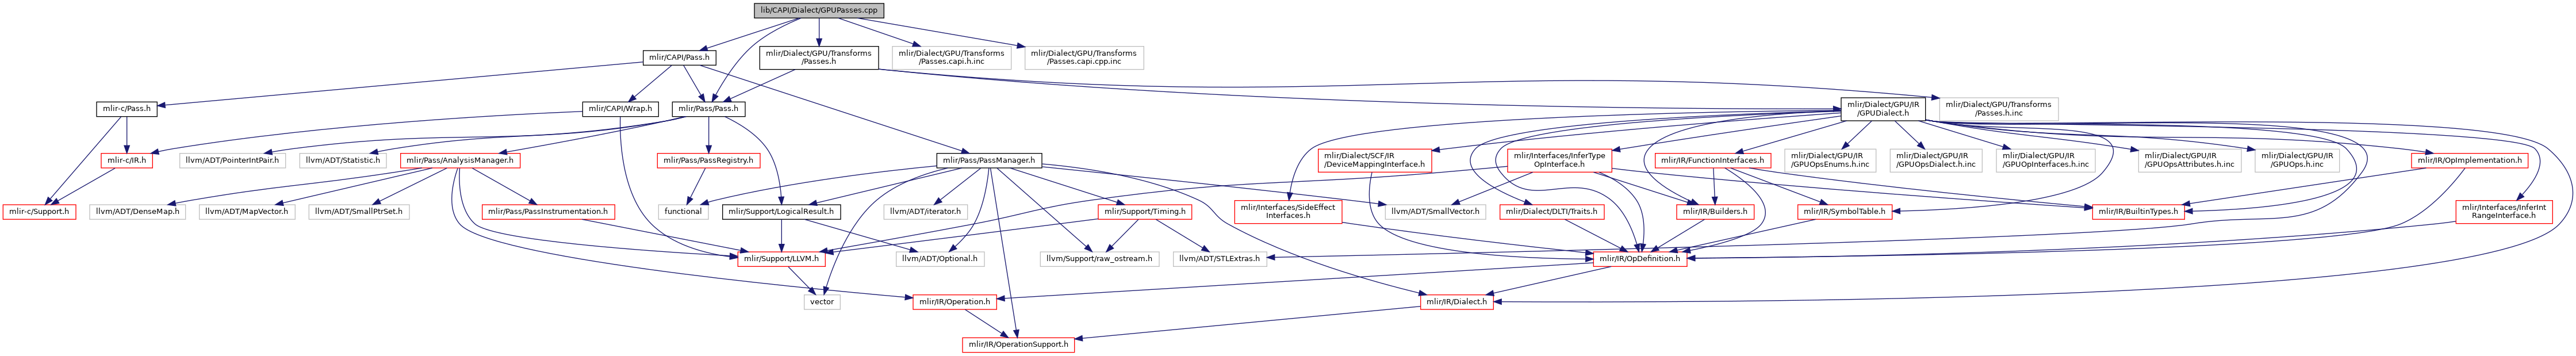 lib/CAPI/Dialect/GPUPasses.cpp
mlir/CAPI/Pass.h
mlir/Dialect/GPU/Transforms
/Passes.h
mlir/Dialect/GPU/Transforms
/Passes.capi.h.inc
mlir/Dialect/GPU/Transforms
/Passes.capi.cpp.inc
mlir-c/Pass.h
mlir/CAPI/Wrap.h
mlir/Pass/Pass.h
mlir/Dialect/GPU/IR
/GPUDialect.h
mlir/Dialect/GPU/Transforms
/Passes.h.inc
mlir-c/IR.h
llvm/ADT/PointerIntPair.h
llvm/ADT/Statistic.h
mlir/Pass/AnalysisManager.h
mlir/Pass/PassRegistry.h
mlir/Pass/PassManager.h
mlir/Dialect/SCF/IR
/DeviceMappingInterface.h
mlir/Interfaces/InferType
OpInterface.h
mlir/IR/FunctionInterfaces.h
mlir/Dialect/GPU/IR
/GPUOpsEnums.h.inc
mlir/Dialect/GPU/IR
/GPUOpsDialect.h.inc
mlir/Dialect/GPU/IR
/GPUOpInterfaces.h.inc
mlir/Dialect/GPU/IR
/GPUOpsAttributes.h.inc
mlir/Dialect/GPU/IR
/GPUOps.h.inc
mlir/IR/OpImplementation.h
mlir-c/Support.h
llvm/ADT/DenseMap.h
llvm/ADT/MapVector.h
llvm/ADT/SmallPtrSet.h
mlir/Pass/PassInstrumentation.h
functional
mlir/Support/LogicalResult.h
llvm/ADT/iterator.h
mlir/Support/Timing.h
mlir/Interfaces/SideEffect
Interfaces.h
llvm/ADT/SmallVector.h
mlir/Dialect/DLTI/Traits.h
mlir/IR/Builders.h
mlir/IR/SymbolTable.h
mlir/IR/BuiltinTypes.h
mlir/Interfaces/InferInt
RangeInterface.h
mlir/Support/LLVM.h
llvm/ADT/Optional.h
llvm/Support/raw_ostream.h
llvm/ADT/STLExtras.h
mlir/IR/OpDefinition.h
vector
mlir/IR/Operation.h
mlir/IR/Dialect.h
mlir/IR/OperationSupport.h